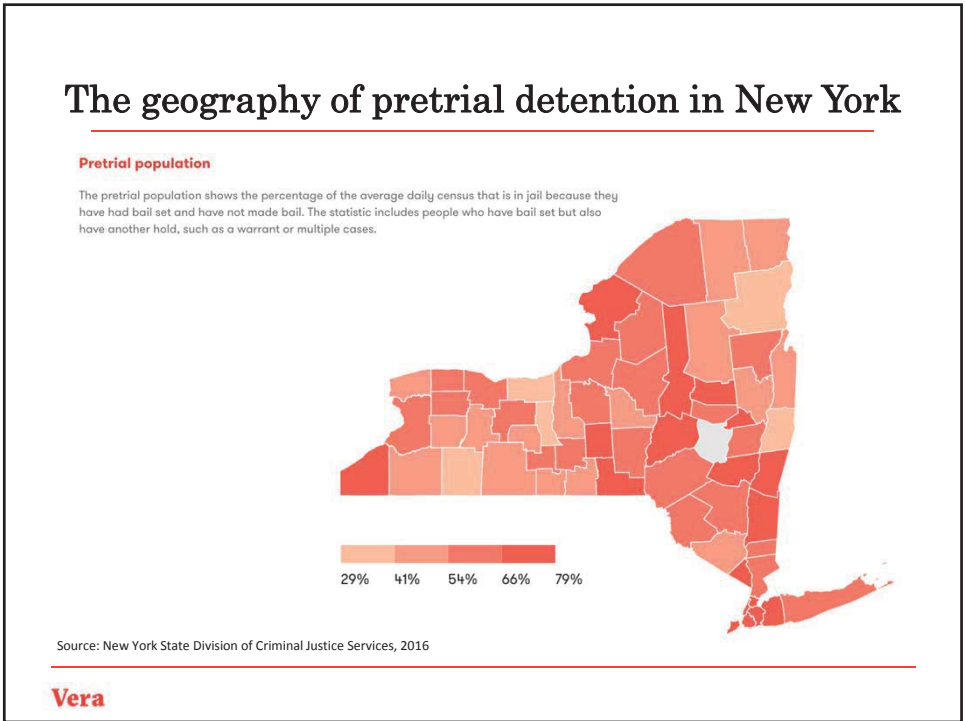 The geography of pretrial detention in New York
Pretrial population
The pretrial population shows the percentage of the average daily census that is in jail because they
have had bail set and have not made bail. The statistic includes people who have bail set but also
have another hold, such as a warrant or multiple cases.
29% 41% 54% 66% 79%
Source: New York State Division of Criminal Justice Services, 2016
Vera